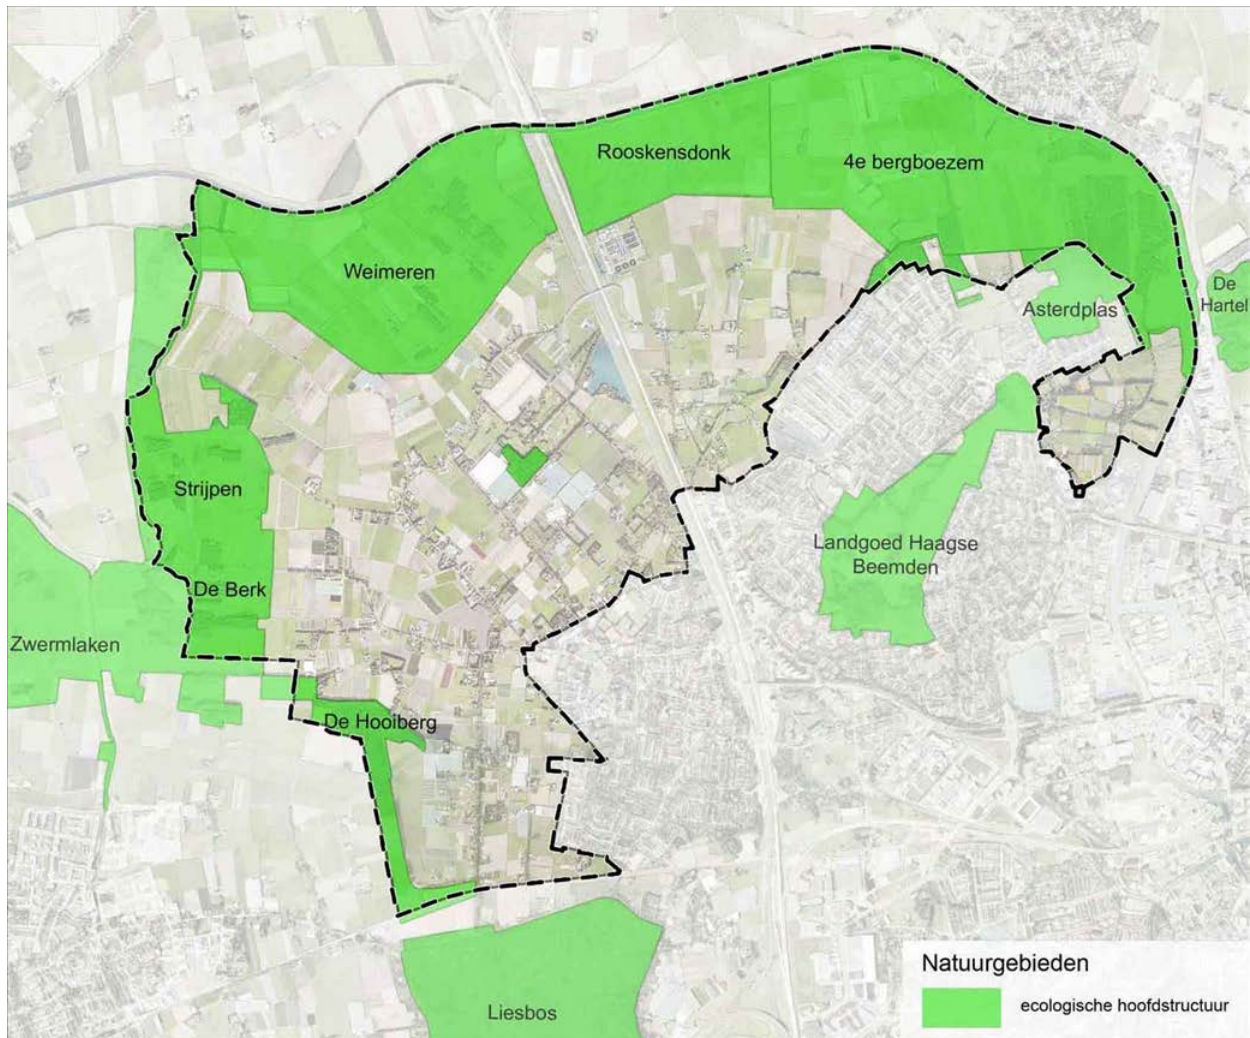 Rooskensdonk
4e bergboezem
Weimeren
De
Hartel
Asterdplas
Strijpen
Landgoed Haagse
Beemden
De Berk
Zwermlaken
De Hooiberg
Liesbos
Natuurgebieden
ecologische hoofdstructuur